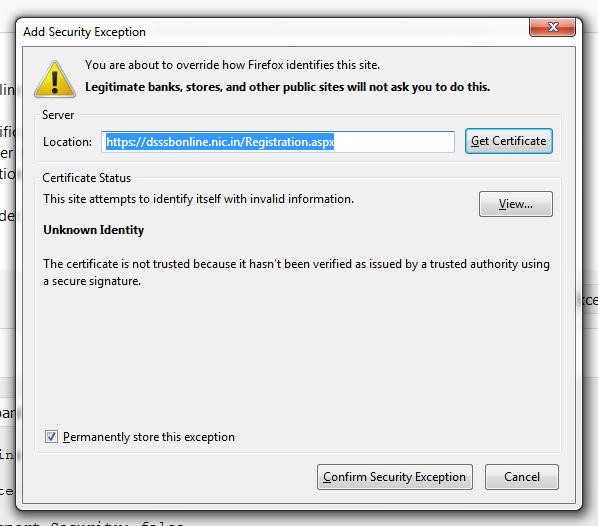 Add Security Exception
You are about to override how Firefox identifies this site.
Legitimate banks, stores, and other public sites will not ask you to do this.
Server
Location: https://dsssbonline.nic.in/Registration.aspx Get Certificate
Certificate Status
This site attempts to identify itself with invalid information. View...
Unknown Identity
The certificate is not trusted because it hasn't been verified as issued by a trusted authority using
a secure signature.
Permanently store this exception
Confirm Security Exception Cancel